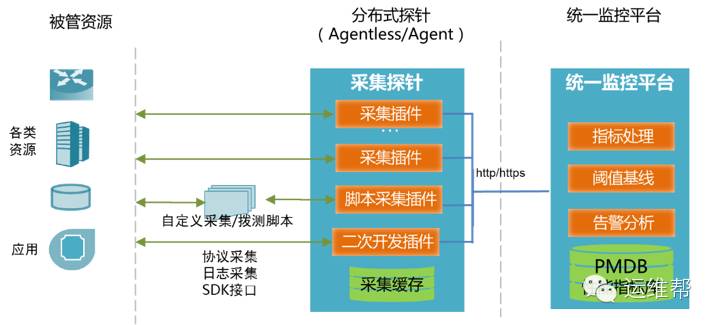 被管资源
分布式探针
（Agentless/Agent）
统一监控平台
各类
资源
应用
自定义采集/拨测脚本
协议采集
日志采集
SDK接口
采集探针
采集插件
...
采集插件
脚本采集插件
二次开发插件
采集缓存
http/https
统一监控平台
指标处理
阈值基线
告警分析
PMDB
运维帮